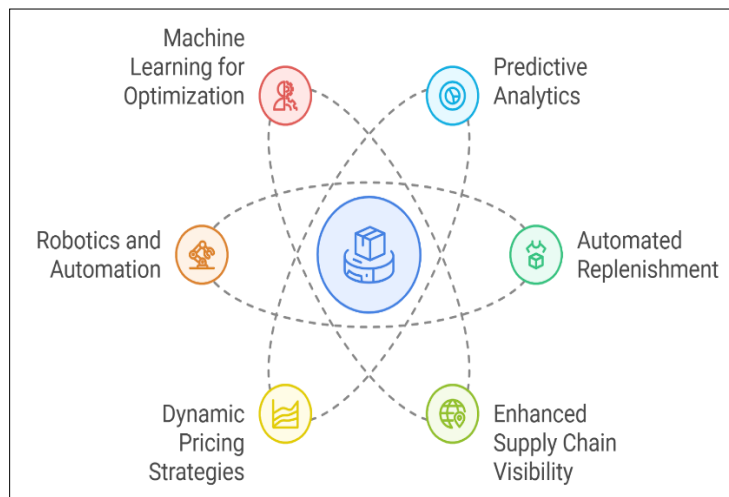 Machine
Learning for
Optimization
Predictive
Analytics
Robotics and
Automation
Automated
Replenishment
Dynamic
Pricing
Strategies
Enhanced
Supply Chain
Visibility